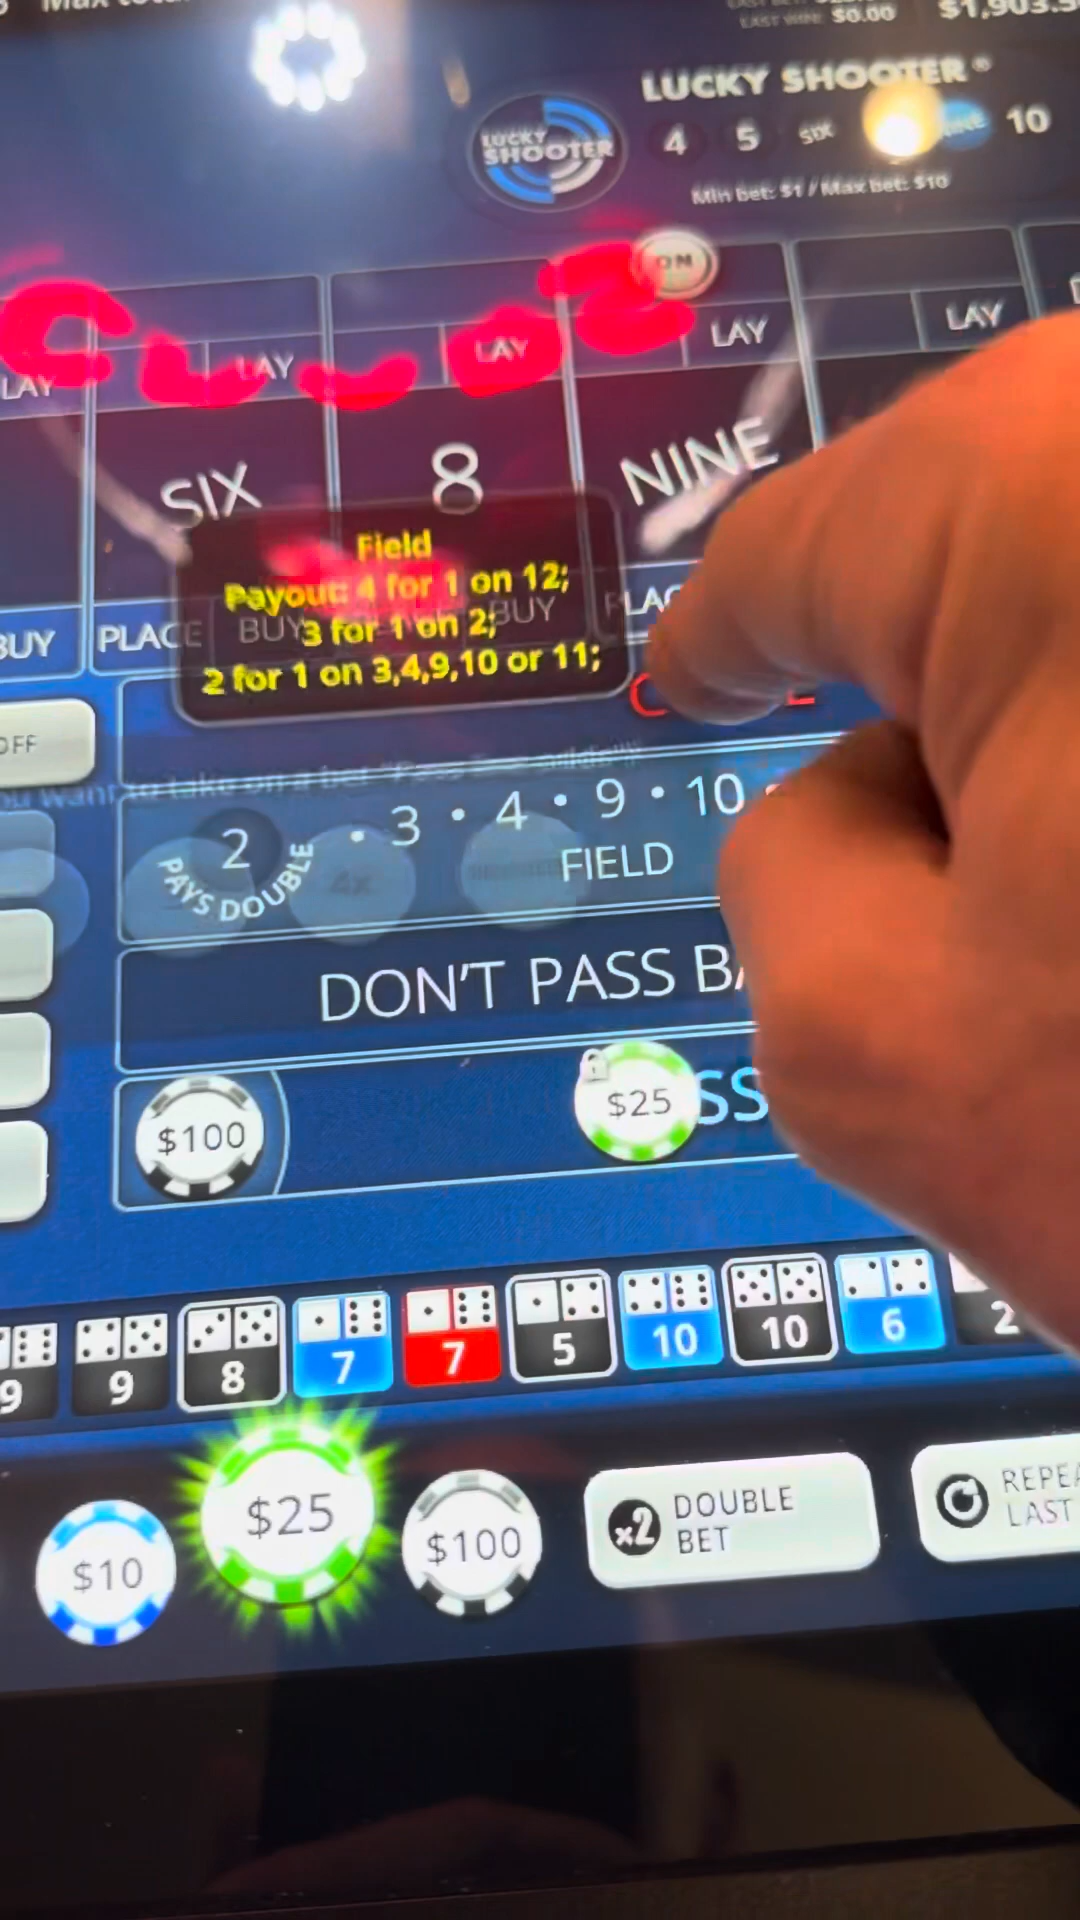 LAST WIN: $0.00
LUCKY SHOOTER®
LUCKY SHOOTER
4 5 SIX NINE 10
Min bet: $1 / Max bet: $10
ON
LAY LAY LAY LAY LAY
SIX 8 NINE
Field
Payout: 4 for 1 on 12;
3 for 1 on 2;
2 for 1 on 3,4,9,10 or 11;
BUY PLACE BUY BUY
OFF
2 • 3 • 4 • 9 • 10
PAYS DOUBLE
FIELD
DON'T PASS
$100 $25
9 9 8 7 7 5 10 10 6 2
$10 $25 $100
x2 DOUBLE BET
LAST